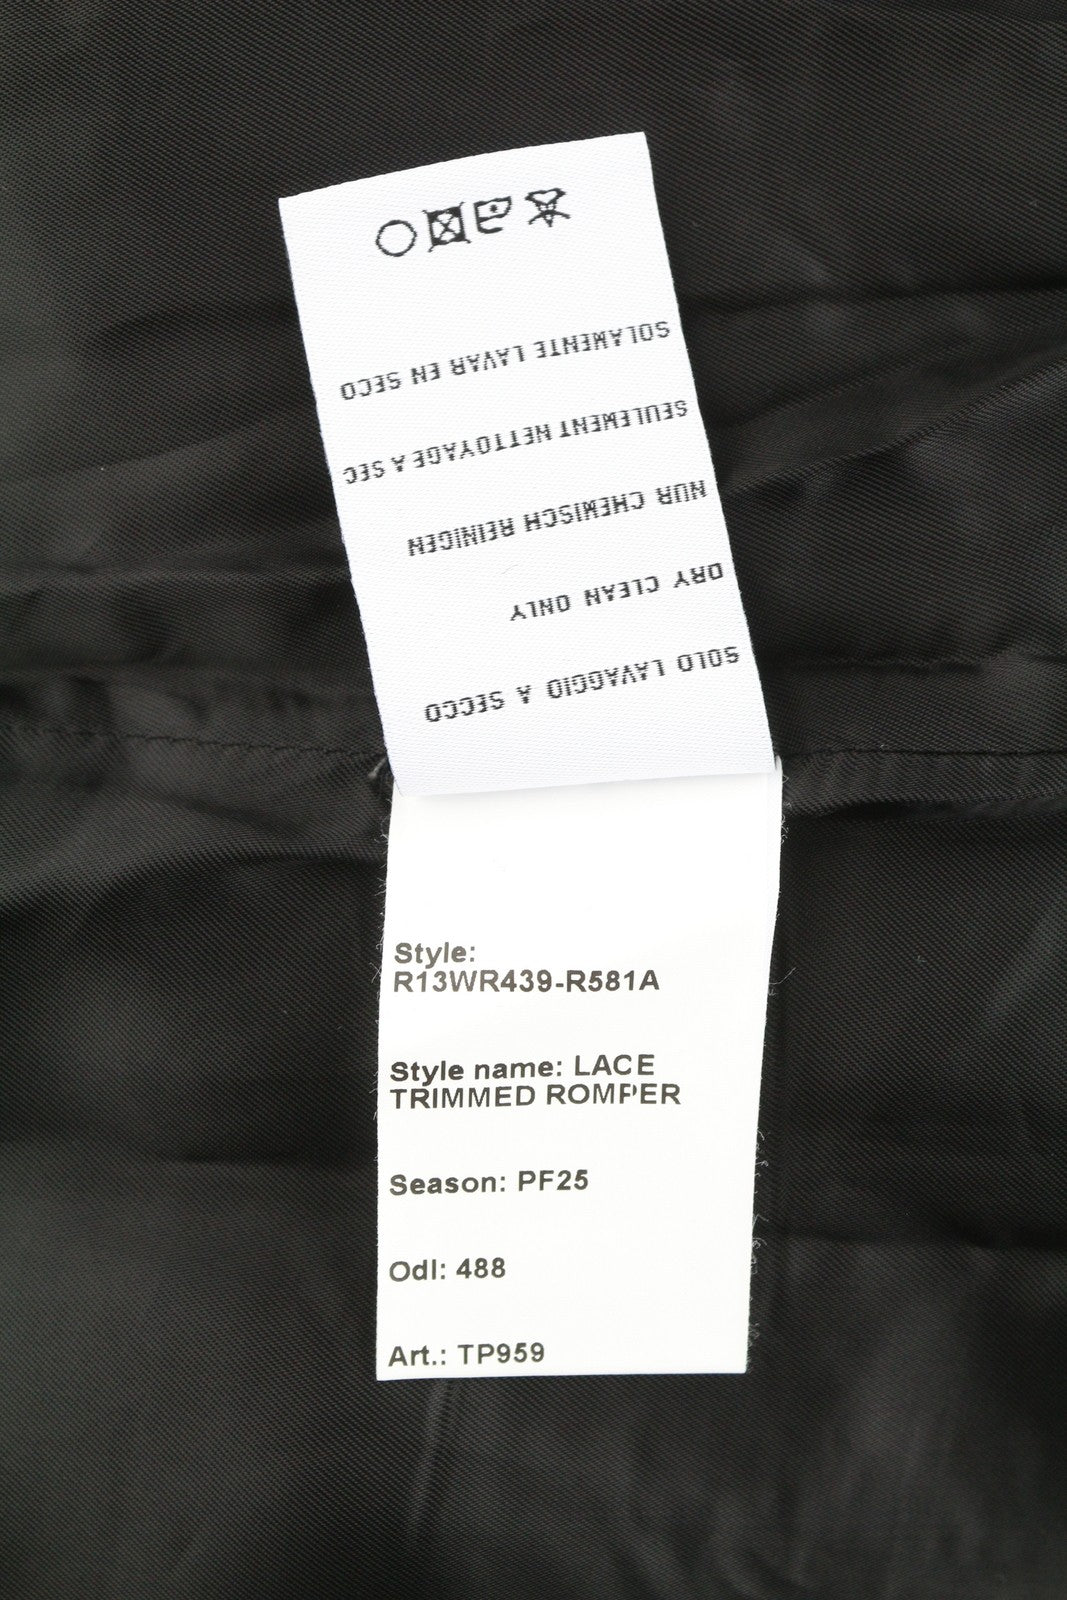 SOLO LAVAGGIO A SECCO
DRY CLEAN ONLY
NUR CHEMISCH REINIGEN
SEULEMENT NETTOYAGE A SEC
SOLAMENTE LAVAR EN SECO
Style:
R13WR439-R581A
Style name: LACE
TRIMMED ROMPER
Season: PF25
Odl: 488
Art.: TP959